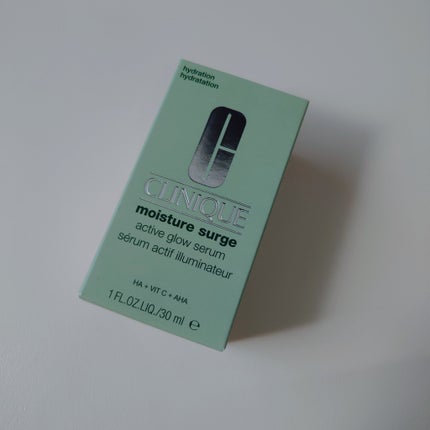 hydration
hydratation
CLINIQUE
moisture surge
active glow serum
sérum actif illuminateur
HA + VIT C + AHA
1 FL.OZ.LIQ./30 ml ℮